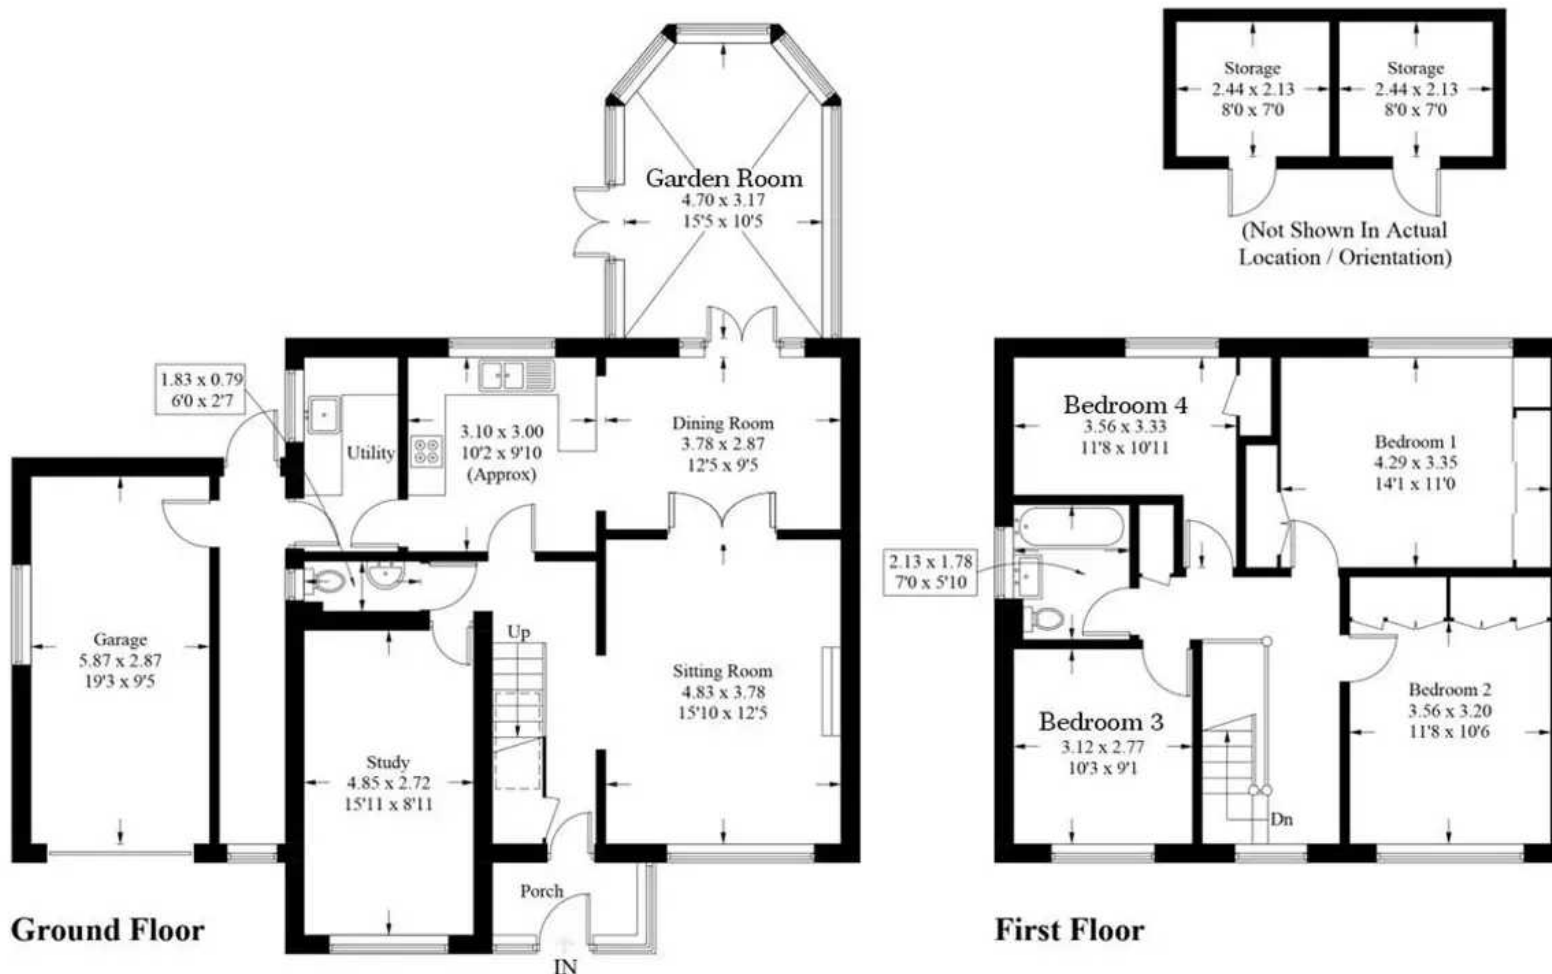 Storage
2.44 x 2.13
8'0 x 7'0
Storage
2.44 x 2.13
8'0 x 7'0
(Not Shown In Actual
Location / Orientation)
Garden Room
4.70 x 3.17
15'5 x 10'5
1.83 x 0.79
6'0 x 2'7
Utility
3.10 x 3.00
10'2 x 9'10
(Approx)
Dining Room
3.78 x 2.87
12'5 x 9'5
Garage
5.87 x 2.87
19'3 x 9'5
Up
Sitting Room
4.83 x 3.78
15'10 x 12'5
Study
4.85 x 2.72
15'11 x 8'11
Porch
IN
Ground Floor
Bedroom 4
3.56 x 3.33
11'8 x 10'11
Bedroom 1
4.29 x 3.35
14'1 x 11'0
2.13 x 1.78
7'0 x 5'10
Bedroom 3
3.12 x 2.77
10'3 x 9'1
Bedroom 2
3.56 x 3.20
11'8 x 10'6
Dn
First Floor